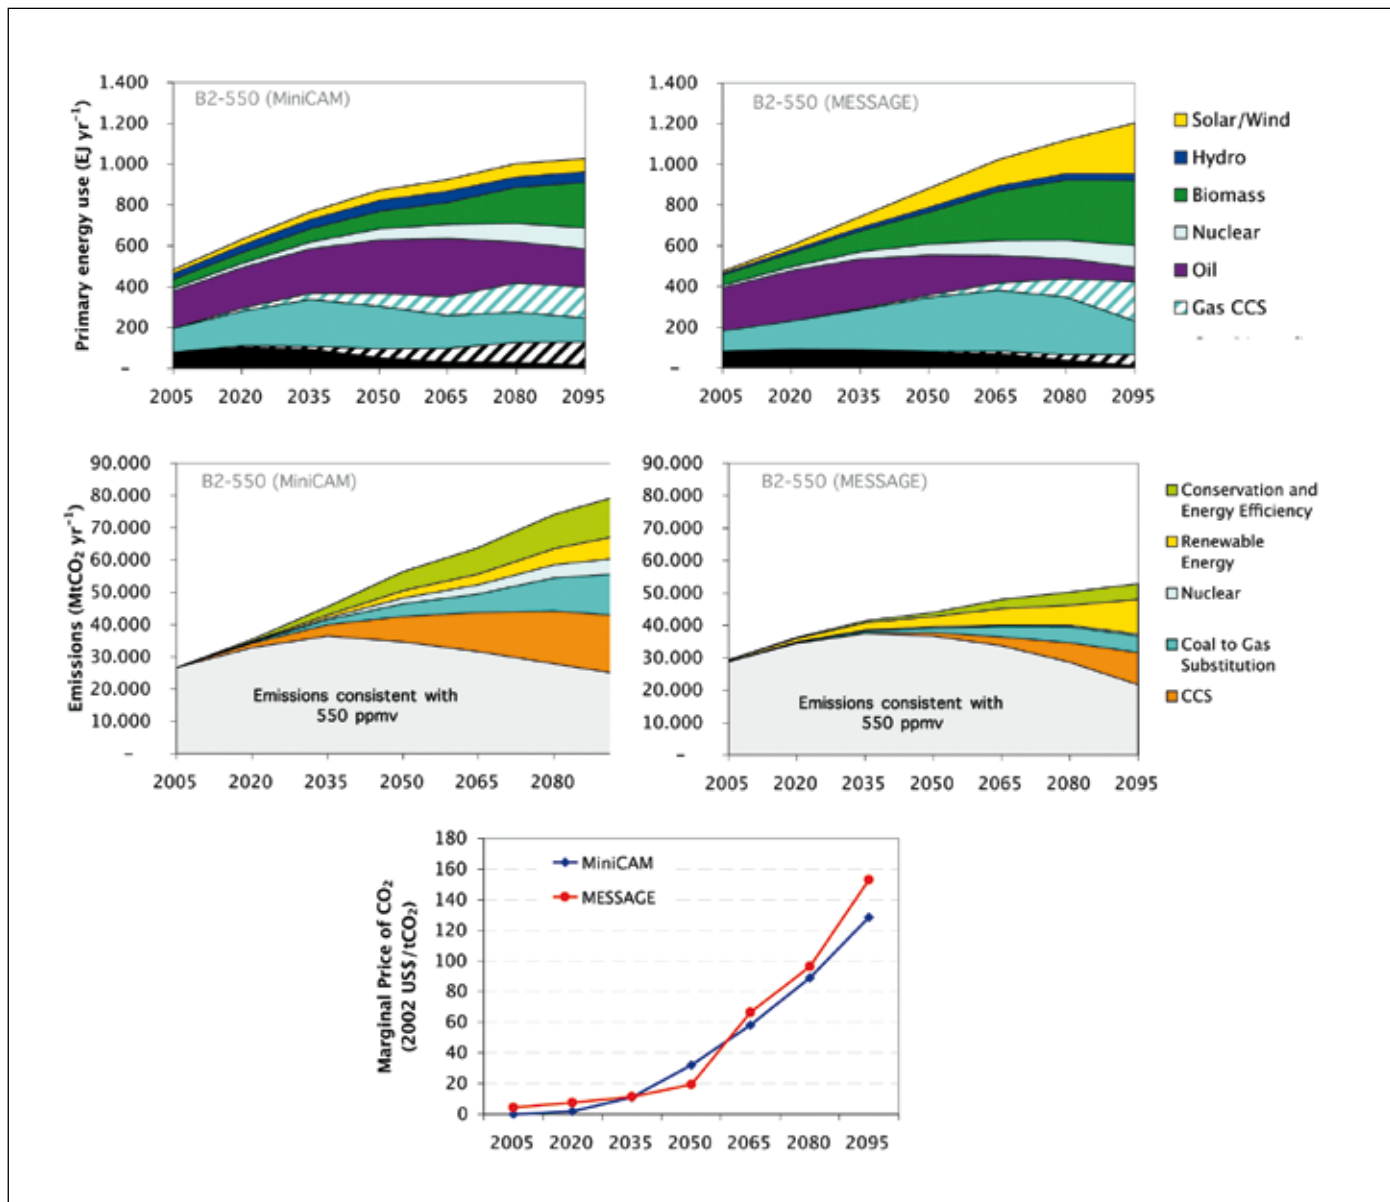 B2-550 (MiniCAM)
Primary energy use (EJ yr⁻¹)
1.400
1.200
1.000
800
600
400
200
–
2005 2020 2035 2050 2065 2080 2095
B2-550 (MESSAGE)
1.400
1.200
1.000
800
600
400
200
–
2005 2020 2035 2050 2065 2080 2095
Solar/Wind
Hydro
Biomass
Nuclear
Oil
Gas CCS
B2-550 (MiniCAM)
Emissions (MtCO₂ yr⁻¹)
90.000
80.000
70.000
60.000
50.000
40.000
30.000
20.000
10.000
–
Emissions consistent with
550 ppmv
2005 2020 2035 2050 2065 2080
B2-550 (MESSAGE)
90.000
80.000
70.000
60.000
50.000
40.000
30.000
20.000
10.000
–
Emissions consistent with
550 ppmv
2005 2020 2035 2050 2065 2080 2095
Conservation and
Energy Efficiency
Renewable
Energy
Nuclear
Coal to Gas
Substitution
CCS
Marginal Price of CO₂
(2002 US$/tCO₂)
180
160
140
120
100
80
60
40
20
0
MiniCAM
MESSAGE
2005 2020 2035 2050 2065 2080 2095